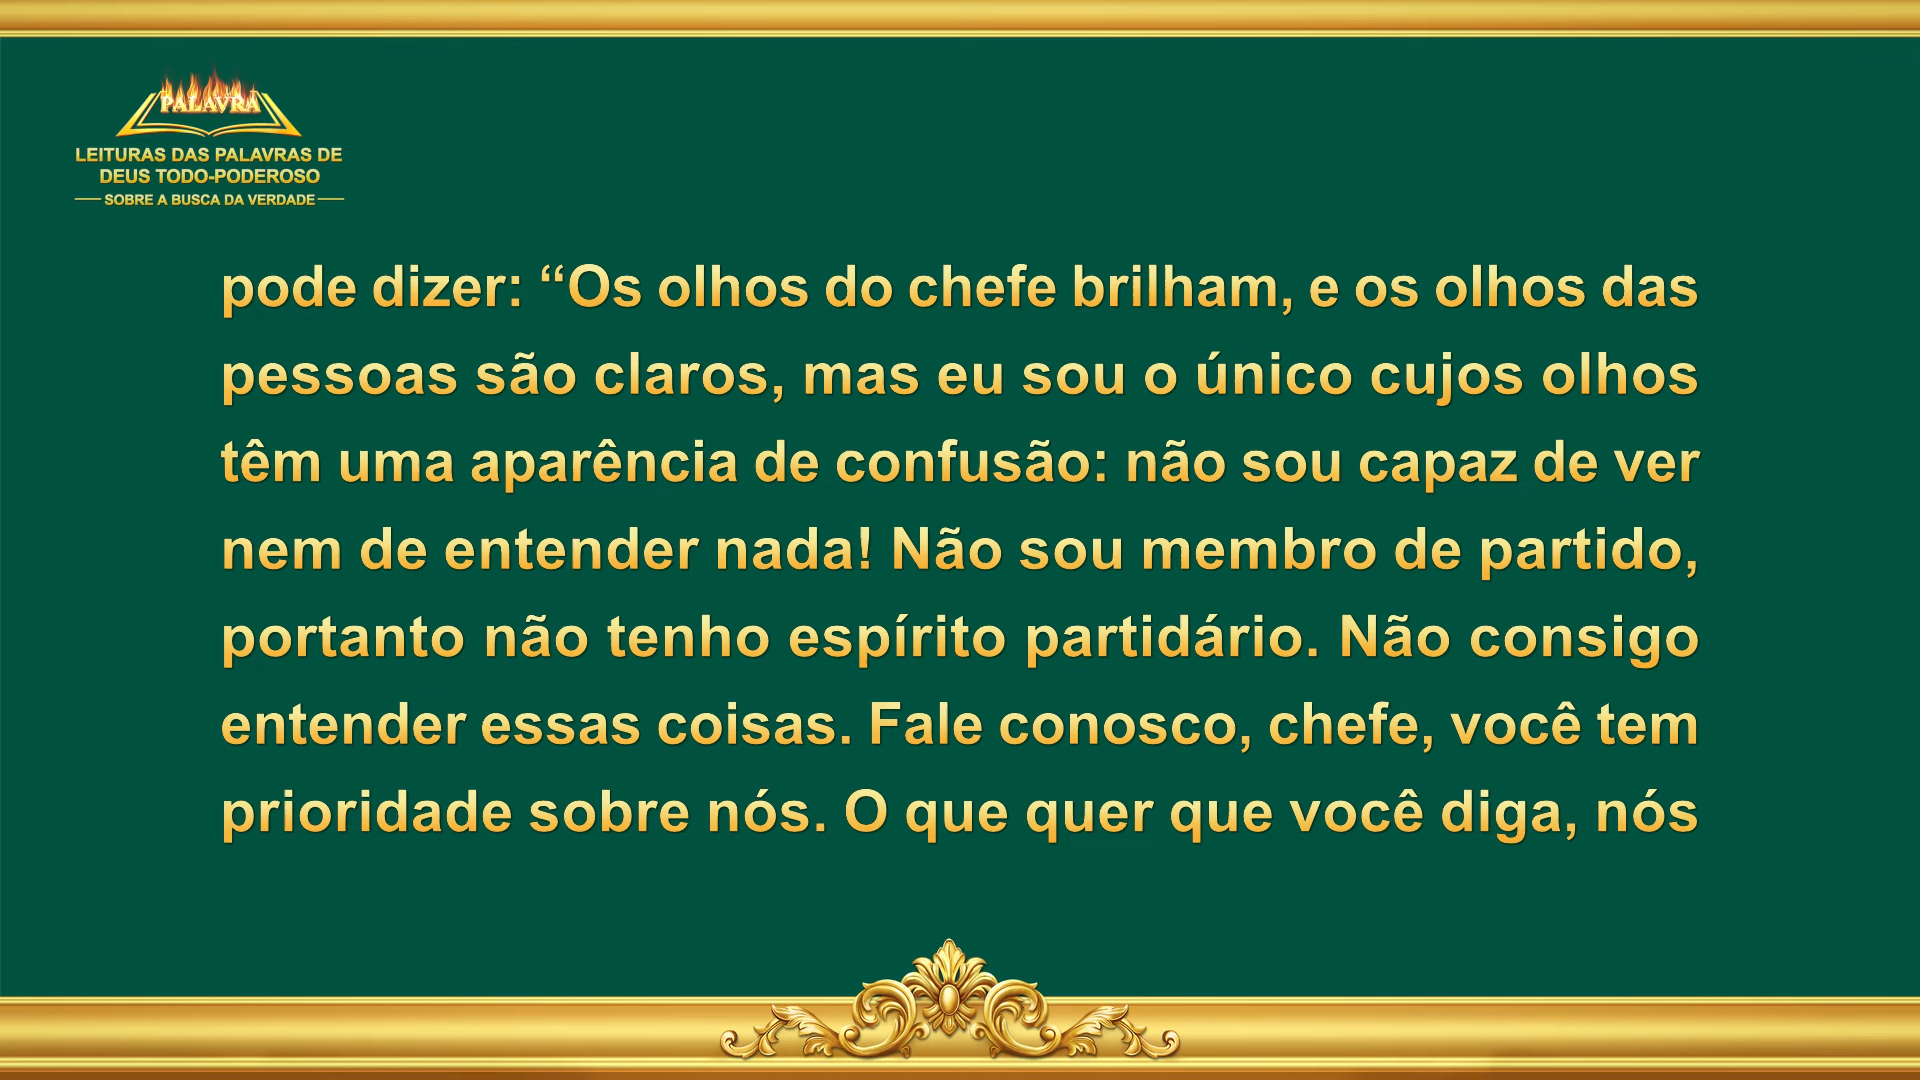 PALAVRA
LEITURAS DAS PALAVRAS DE
DEUS TODO-PODEROSO
SOBRE A BUSCA DA VERDADE
pode dizer: “Os olhos do chefe brilham, e os olhos das
pessoas são claros, mas eu sou o único cujos olhos
têm uma aparência de confusão: não sou capaz de ver
nem de entender nada! Não sou membro de partido,
portanto não tenho espírito partidário. Não consigo
entender essas coisas. Fale conosco, chefe, você tem
prioridade sobre nós. O que quer que você diga, nós